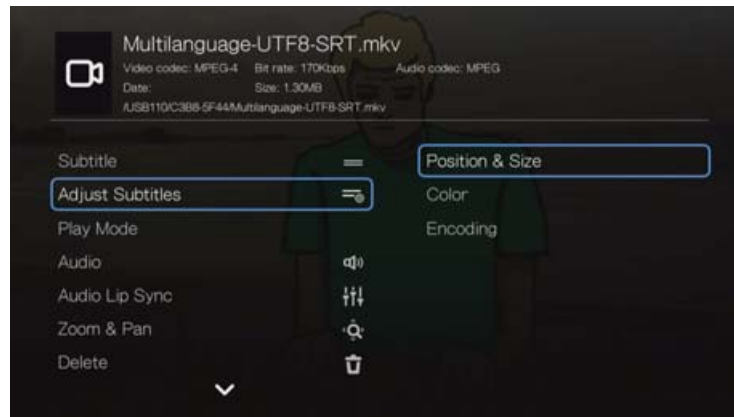 Multilanguage-UTF8-SRT.mkv
Video codec: MPEG-4 Bit rate: 170Kbps Audio codec: MPEG
Date: Size: 1.30MB
/USB110/C3B8-5F44/Multilanguage-UTF8-SRT.mkv
Subtitle Position & Size
Adjust Subtitles Color
Play Mode Encoding
Audio
Audio Lip Sync
Zoom & Pan
Delete